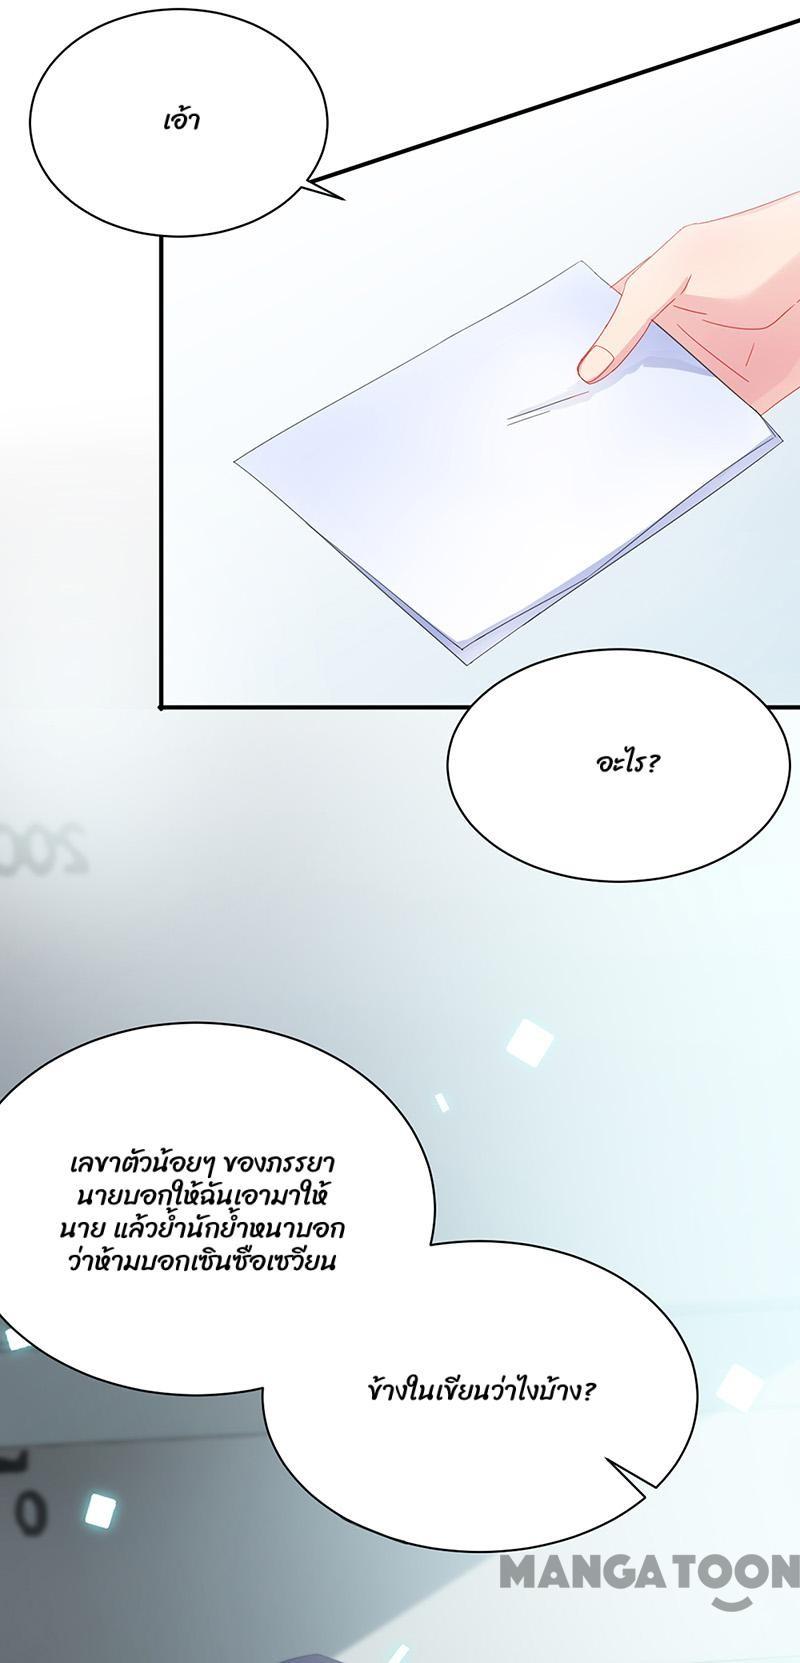 เอ้า
อะไร?
200
เลขาตัวน้อยๆ ของภรรยา
นายบอกให้ฉันเอามาให้
นาย แล้วย้ำนักย้ำหนาบอก
ว่าห้ามบอกเซินซือเซวียน
ข้างในเขียนว่าไงบ้าง?
0
MANGATOON